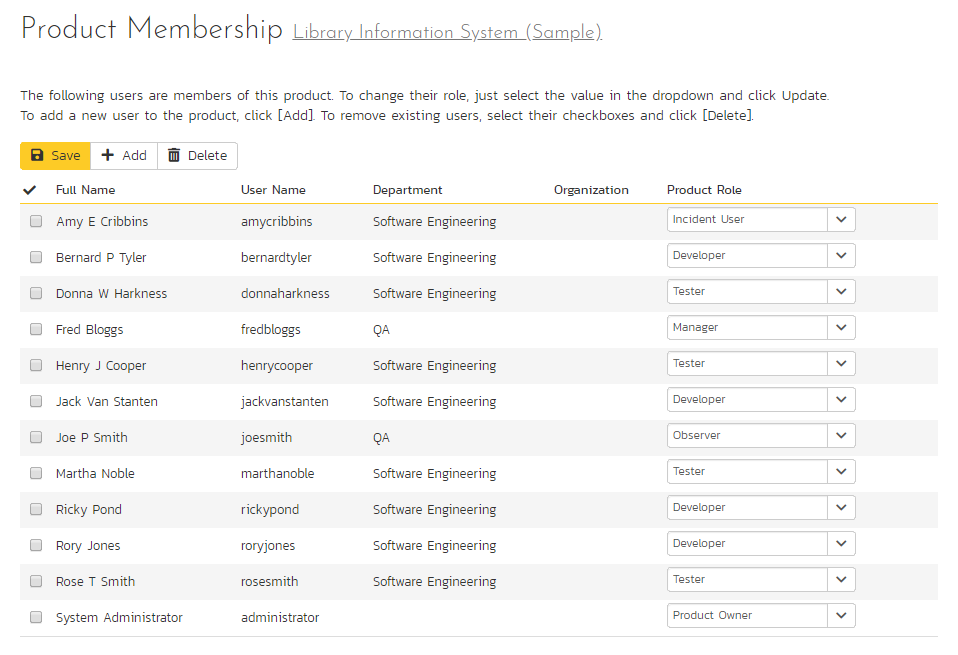 Product Membership Library Information System (Sample)
The following users are members of this product. To change their role, just select the value in the dropdown and click Update.
To add a new user to the product, click [Add]. To remove existing users, select their checkboxes and click [Delete].
Save Add Delete
Full Name User Name Department Organization Product Role
Amy E Cribbins amycribbins Software Engineering Incident User
Bernard P Tyler bernardtyler Software Engineering Developer
Donna W Harkness donnaharkness Software Engineering Tester
Fred Bloggs fredbloggs QA Manager
Henry J Cooper henrycooper Software Engineering Tester
Jack Van Stanten jackvanstanten Software Engineering Developer
Joe P Smith joesmith QA Observer
Martha Noble marthanoble Software Engineering Tester
Ricky Pond rickypond Software Engineering Developer
Rory Jones roryjones Software Engineering Developer
Rose T Smith rosesmith Software Engineering Tester
System Administrator administrator Product Owner